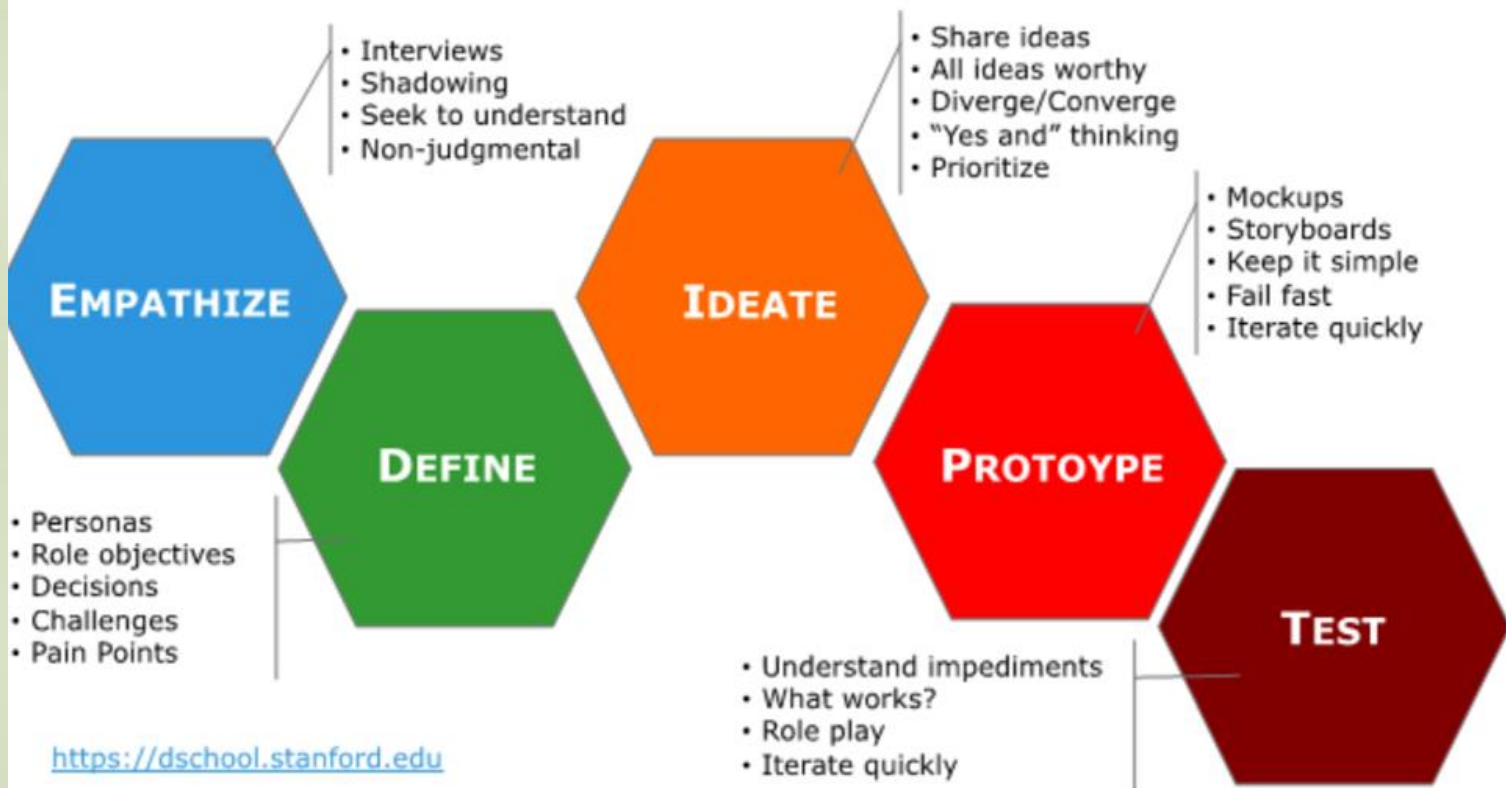 • Interviews
• Shadowing
• Seek to understand
• Non-judgmental
EMPATHIZE
• Personas
• Role objectives
• Decisions
• Challenges
• Pain Points
DEFINE
• Share ideas
• All ideas worthy
• Diverge/Converge
• “Yes and” thinking
• Prioritize
IDEATE
• Mockups
• Storyboards
• Keep it simple
• Fail fast
• Iterate quickly
PROTOYPE
• Understand impediments
• What works?
• Role play
• Iterate quickly
TEST
https://dschool.stanford.edu